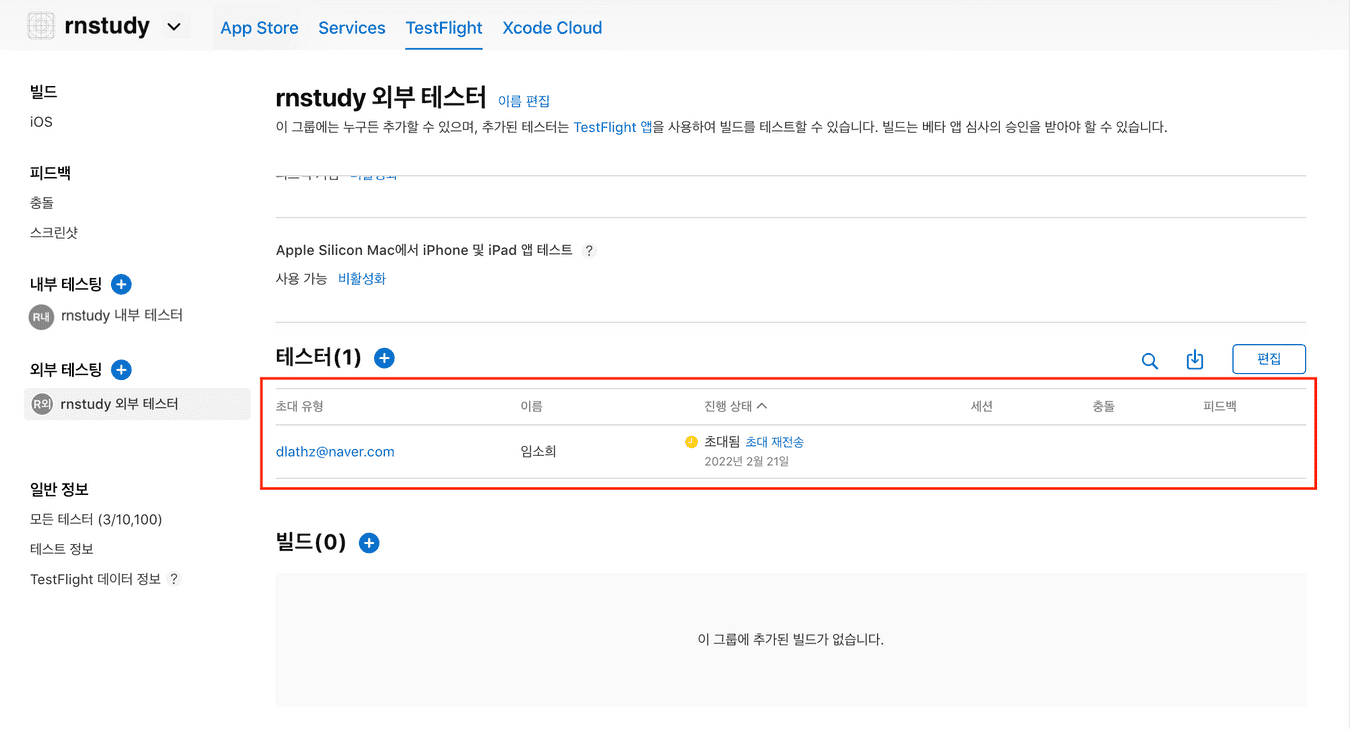 rnstudy
App Store Services TestFlight Xcode Cloud
빌드
iOS
피드백
충돌
스크린샷
내부 테스팅
R내 rnstudy 내부 테스터
외부 테스팅
R외 rnstudy 외부 테스터
일반 정보
모든 테스터 (3/10,100)
테스트 정보
TestFlight 데이터 정보 ?
rnstudy 외부 테스터 이름 편집
이 그룹에는 누구든 추가할 수 있으며, 추가된 테스터는 TestFlight 앱을 사용하여 빌드를 테스트할 수 있습니다. 빌드는 베타 앱 심사의 승인을 받아야 할 수 있습니다.
Apple Silicon Mac에서 iPhone 및 iPad 앱 테스트 ?
사용 가능 비활성화
테스터(1)
편집
초대 유형 이름 진행 상태 세션 충돌 피드백
dlathz@naver.com 임소희 초대됨 초대 재전송
2022년 2월 21일
빌드(0)
이 그룹에 추가된 빌드가 없습니다.